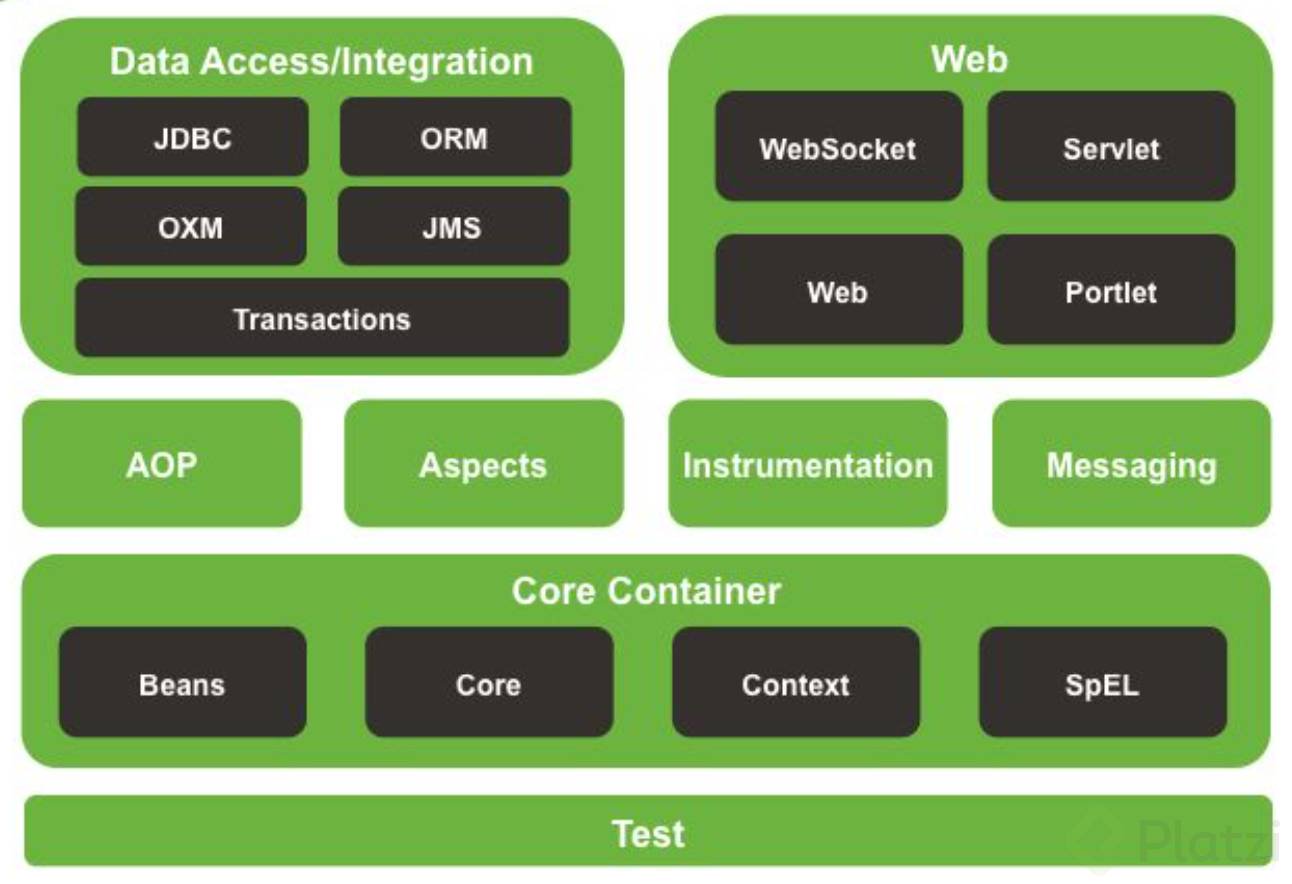 Data Access/Integration
JDBC
ORM
OXM
JMS
Transactions
Web
WebSocket
Servlet
Web
Portlet
AOP
Aspects
Instrumentation
Messaging
Core Container
Beans
Core
Context
SpEL
Test
Platzi